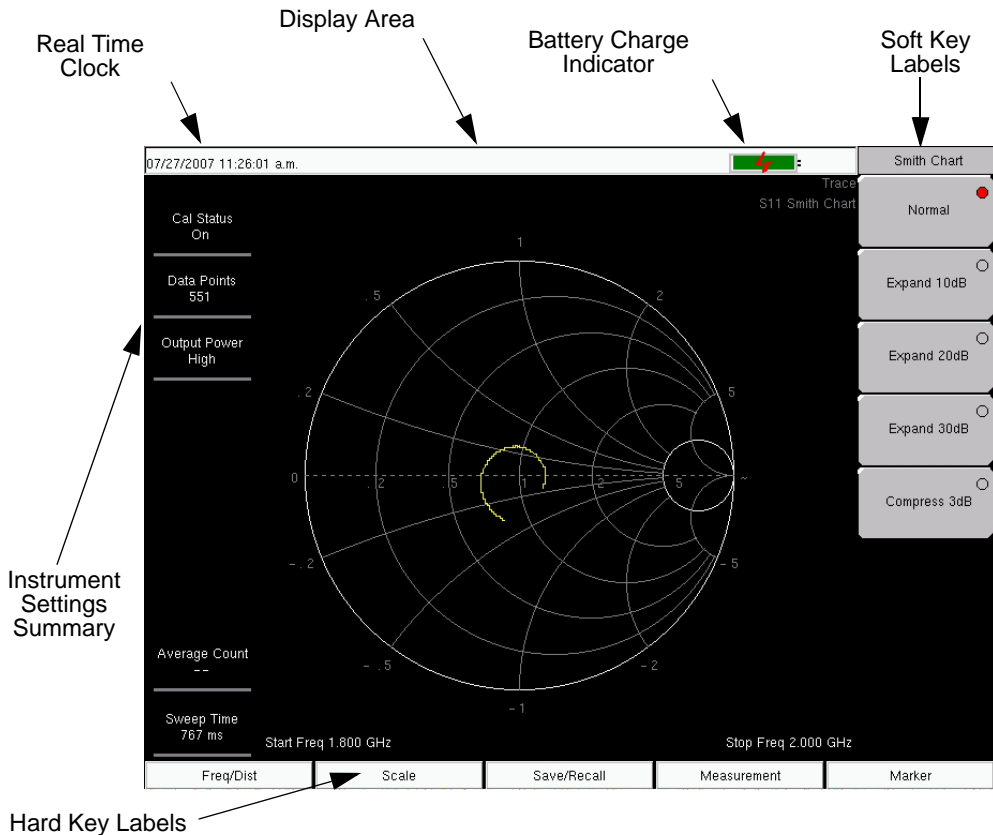 Real Time
Clock
Display Area
Battery Charge
Indicator
Soft Key
Labels
07/27/2007 11:26:01 a.m.
Smith Chart
Trace
S11 Smith Chart
Normal
Cal Status
On
Data Points
551
Output Power
High
Expand 10dB
Expand 20dB
Expand 30dB
Compress 3dB
1
.5
2
.2
5
0
.2
.5
1
2
5
~
-.2
-5
-.5
-2
-1
Instrument
Settings
Summary
Average Count
--
Sweep Time
767 ms
Start Freq 1.800 GHz
Stop Freq 2.000 GHz
Freq/Dist
Scale
Save/Recall
Measurement
Marker
Hard Key Labels